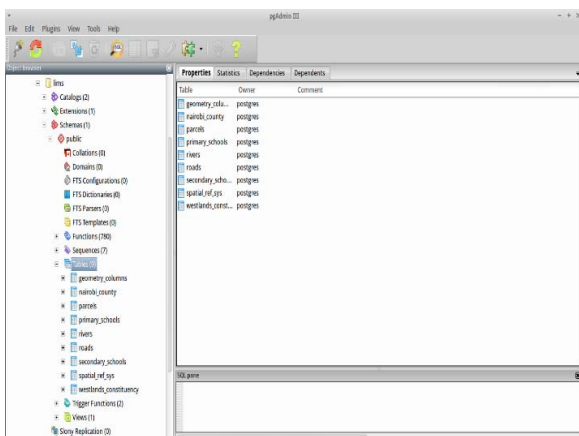 pgAdmin III
File Edit Plugins View Tools Help
Object browser
lims
Catalogs (2)
Extensions (1)
Schemas (1)
public
Collations (0)
Domains (0)
FTS Configurations (0)
FTS Dictionaries (0)
FTS Parsers (0)
FTS Templates (0)
Functions (780)
Sequences (7)
Tables (9)
geometry_columns
nairobi_county
parcels
primary_schools
rivers
roads
secondary_schools
spatial_ref_sys
westlands_constituency
Trigger Functions (2)
Views (1)
Slony Replication (0)
Properties Statistics Dependencies Dependents
Table Owner Comment
geometry_colu... postgres
nairobi_county postgres
parcels postgres
primary_schools postgres
rivers postgres
roads postgres
secondary_scho... postgres
spatial_ref_sys postgres
westlands_const... postgres
SQL pane